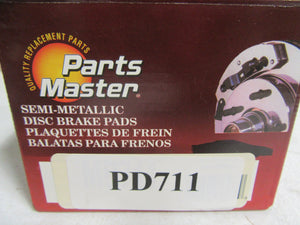 QUALITY REPLACEMENT PARTS
Parts
Master
SEMI-METALLIC
DISC BRAKE PADS
PLAQUETTES DE FREIN
BALATAS PARA FRENOS
PD711